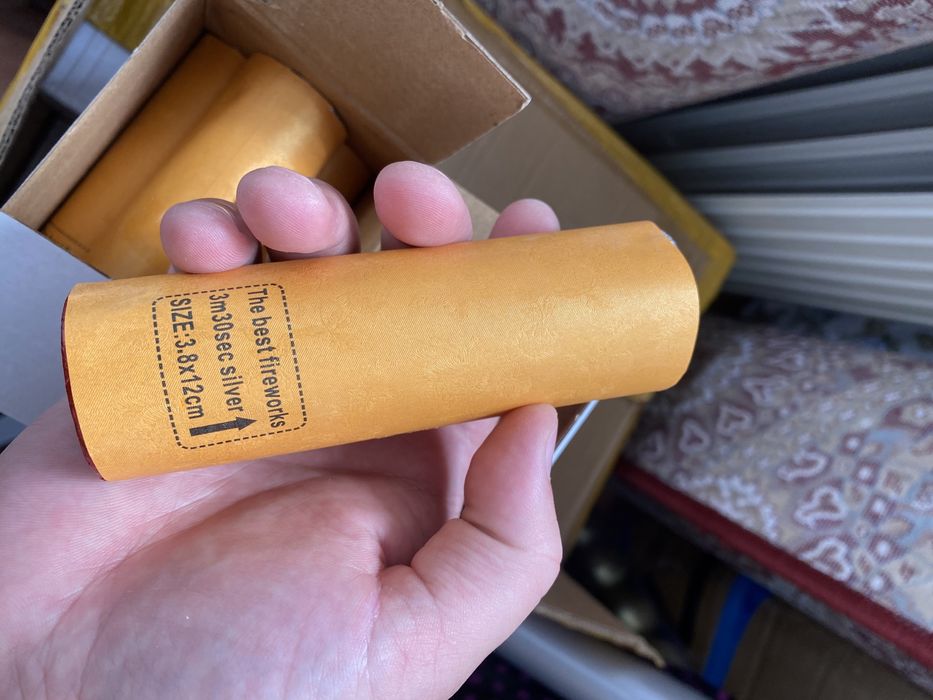 The best fireworks
3m30sec silver
SIZE:3.8x12cm